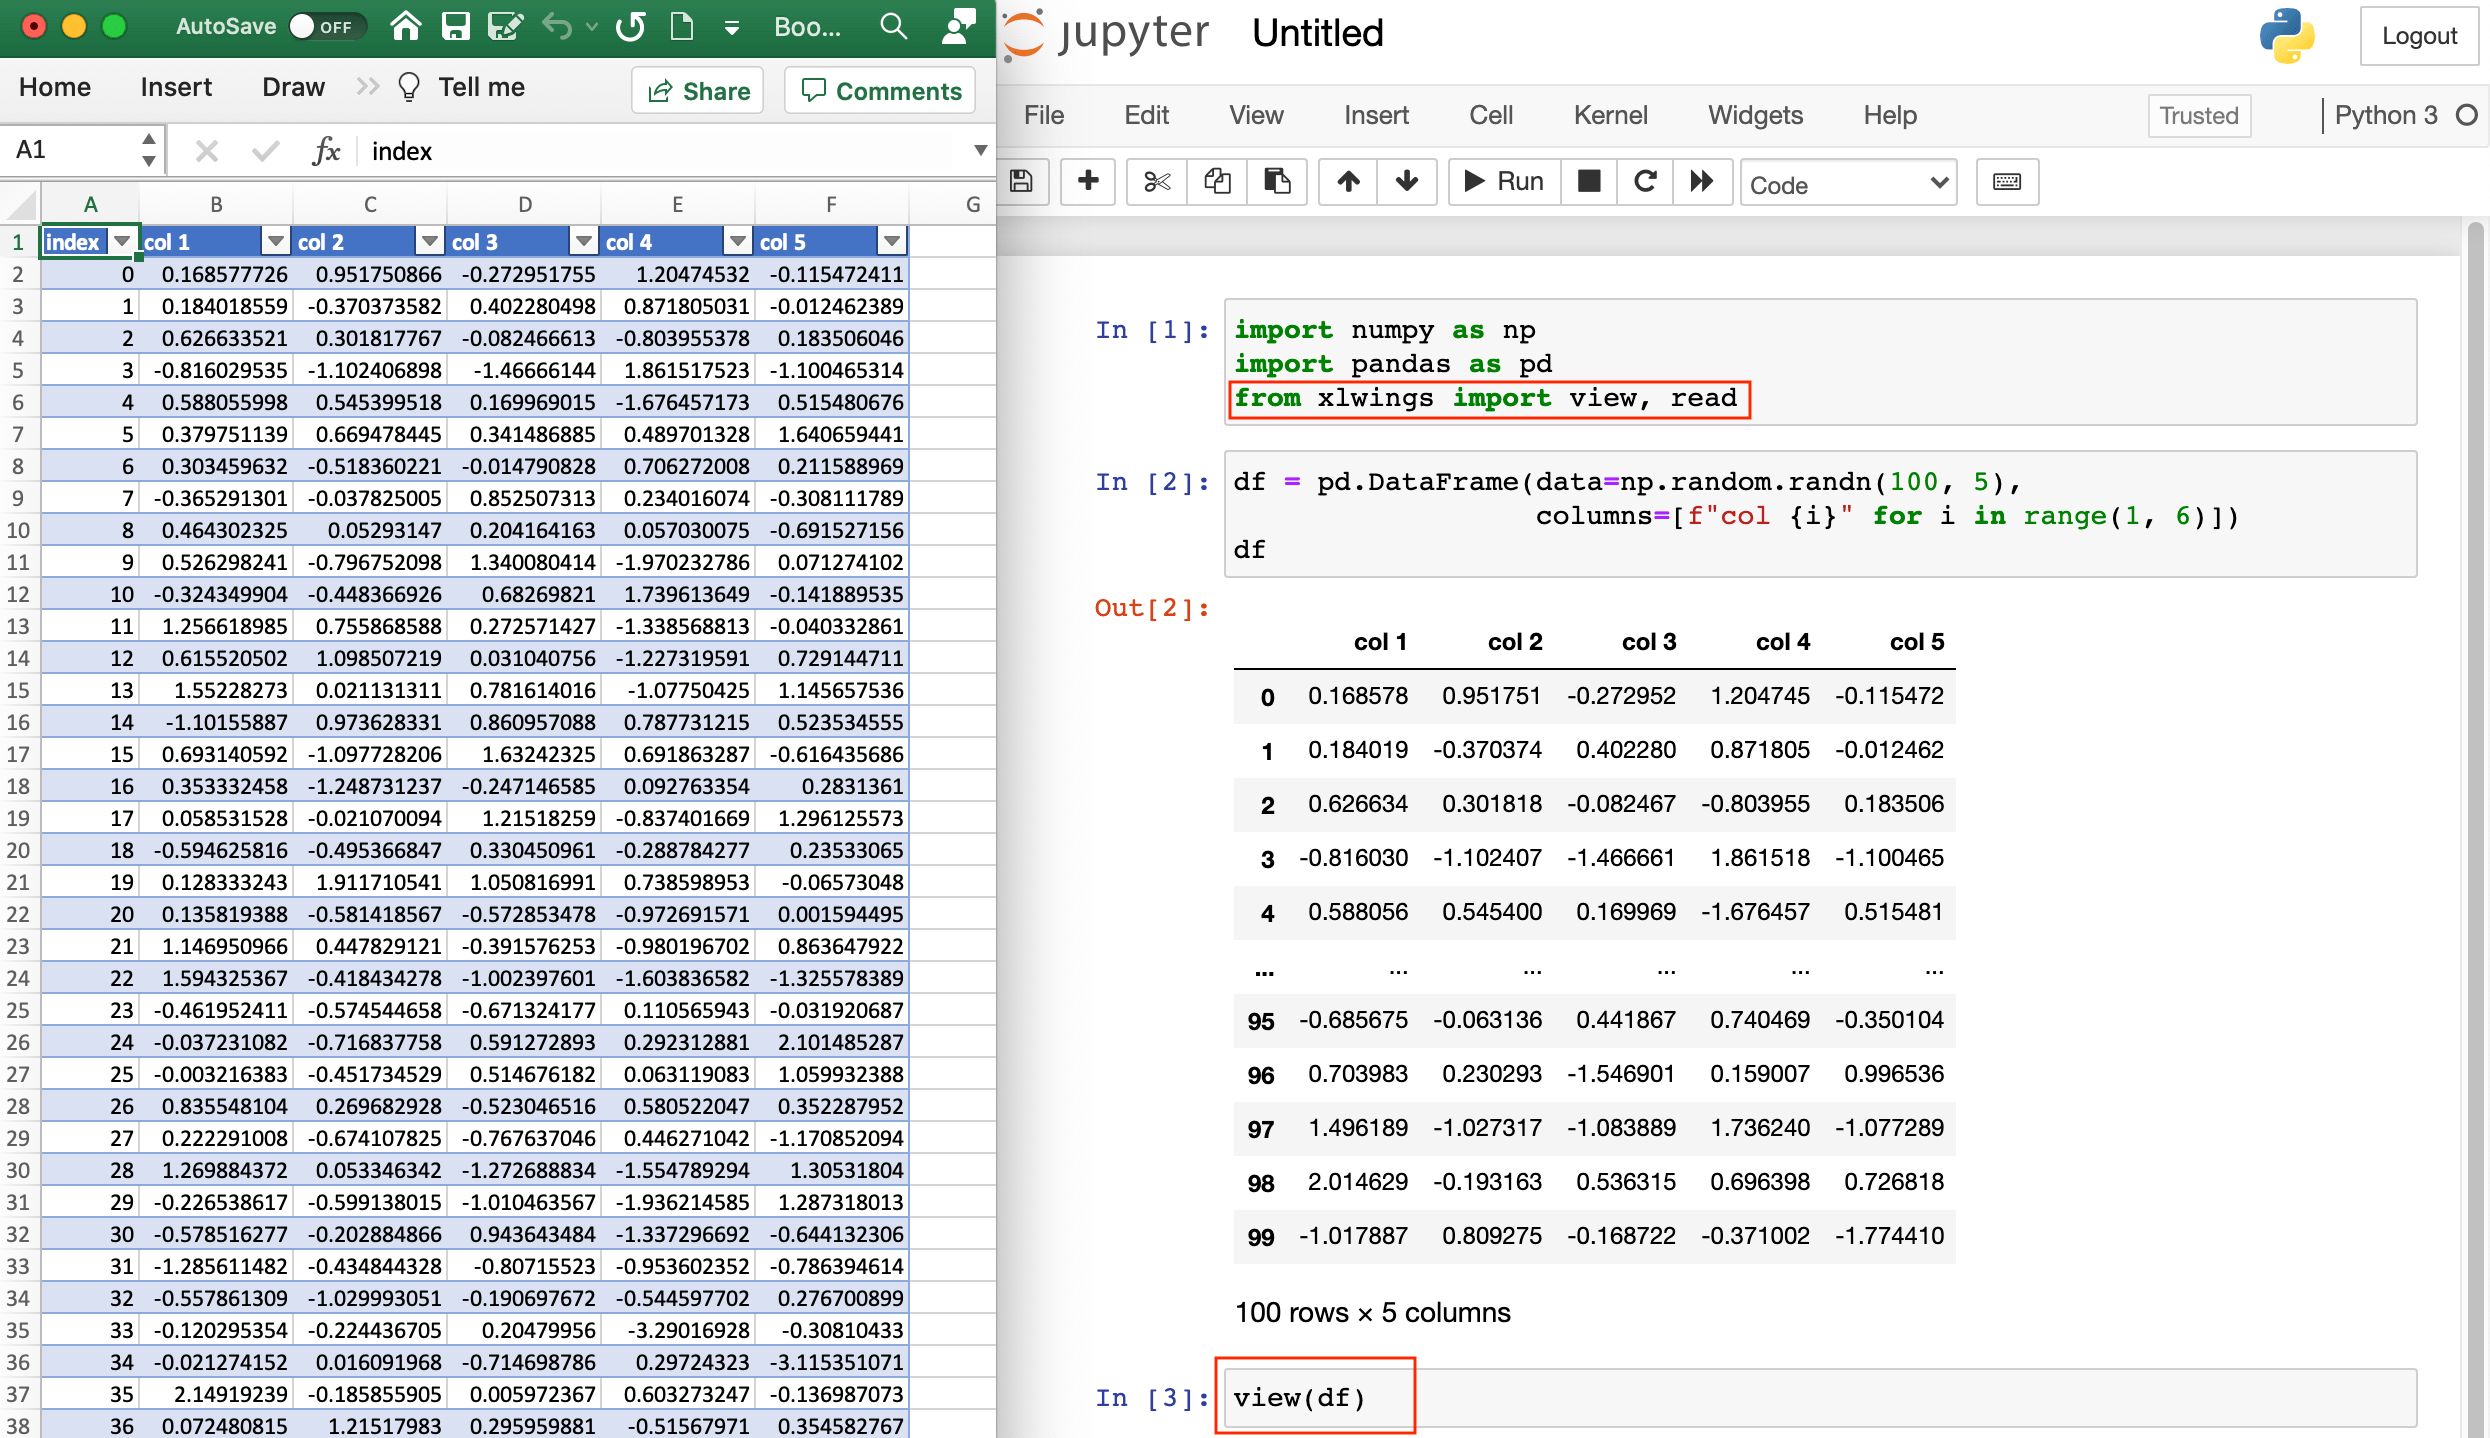 AutoSave OFF Boo...
Home Insert Draw Tell me Share Comments
A1 fx index
A B C D E F G
1 index col 1 col 2 col 3 col 4 col 5
2 0 0.168577726 0.951750866 -0.272951755 1.20474532 -0.115472411
3 1 0.184018559 -0.370373582 0.402280498 0.871805031 -0.012462389
4 2 0.626633521 0.301817767 -0.082466613 -0.803955378 0.183506046
5 3 -0.816029535 -1.102406898 -1.46666144 1.861517523 -1.100465314
6 4 0.588055998 0.545399518 0.169969015 -1.676457173 0.515480676
7 5 0.379751139 0.669478445 0.341486885 0.489701328 1.640659441
8 6 0.303459632 -0.518360221 -0.014790828 0.706272008 0.211588969
9 7 -0.365291301 -0.037825005 0.852507313 0.234016074 -0.308111789
10 8 0.464302325 0.05293147 0.204164163 0.057030075 -0.691527156
11 9 0.526298241 -0.796752098 1.340080414 -1.970232786 0.071274102
12 10 -0.324349904 -0.448366926 0.68269821 1.739613649 -0.141889535
13 11 1.256618985 0.755868588 0.272571427 -1.338568813 -0.040332861
14 12 0.615520502 1.098507219 0.031040756 -1.227319591 0.729144711
15 13 1.55228273 0.021131311 0.781614016 -1.07750425 1.145657536
16 14 -1.10155887 0.973628331 0.860957088 0.787731215 0.523534555
17 15 0.693140592 -1.097728206 1.63242325 0.691863287 -0.616435686
18 16 0.353332458 -1.248731237 -0.247146585 0.092763354 0.2831361
19 17 0.058531528 -0.021070094 1.21518259 -0.837401669 1.296125573
20 18 -0.594625816 -0.495366847 0.330450961 -0.288784277 0.23533065
21 19 0.128333243 1.911710541 1.050816991 0.738598953 -0.06573048
22 20 0.135819388 -0.581418567 -0.572853478 -0.972691571 0.001594495
23 21 1.146950966 0.447829121 -0.391576253 -0.980196702 0.863647922
24 22 1.594325367 -0.418434278 -1.002397601 -1.603836582 -1.325578389
25 23 -0.461952411 -0.574544658 -0.671324177 0.110565943 -0.031920687
26 24 -0.037231082 -0.716837758 0.591272893 0.292312881 2.101485287
27 25 -0.003216383 -0.451734529 0.514676182 0.063119083 1.059932388
28 26 0.835548104 0.269682928 -0.523046516 0.580522047 0.352287952
29 27 0.222291008 -0.674107825 -0.767637046 0.446271042 -1.170852094
30 28 1.269884372 0.053346342 -1.272688834 -1.554789294 1.30531804
31 29 -0.226538617 -0.599138015 -1.010463567 -1.936214585 1.287318013
32 30 -0.578516277 -0.202884866 0.943643484 -1.337296692 -0.644132306
33 31 -1.285611482 -0.434844328 -0.80715523 -0.953602352 -0.786394614
34 32 -0.557861309 -1.029993051 -0.190697672 -0.544597702 0.276700899
35 33 -0.120295354 -0.224436705 0.20479956 -3.29016928 -0.30810433
36 34 -0.021274152 0.016091968 -0.714698786 0.29724323 -3.115351071
37 35 2.14919239 -0.185855905 0.005972367 0.603273247 -0.136987073
38 36 0.072480815 1.21517983 0.295959881 -0.51567971 0.354582767
jupyter Untitled Logout
File Edit View Insert Cell Kernel Widgets Help Trusted Python 3
Run Code
In [1]: import numpy as np
import pandas as pd
from xlwings import view, read
In [2]: df = pd.DataFrame(data=np.random.randn(100, 5),
columns=[f"col {i}" for i in range(1, 6)])
df
Out[2]:
col 1 col 2 col 3 col 4 col 5
0 0.168578 0.951751 -0.272952 1.204745 -0.115472
1 0.184019 -0.370374 0.402280 0.871805 -0.012462
2 0.626634 0.301818 -0.082467 -0.803955 0.183506
3 -0.816030 -1.102407 -1.466661 1.861518 -1.100465
4 0.588056 0.545400 0.169969 -1.676457 0.515481
... ... ... ... ... ...
95 -0.685675 -0.063136 0.441867 0.740469 -0.350104
96 0.703983 0.230293 -1.546901 0.159007 0.996536
97 1.496189 -1.027317 -1.083889 1.736240 -1.077289
98 2.014629 -0.193163 0.536315 0.696398 0.726818
99 -1.017887 0.809275 -0.168722 -0.371002 -1.774410
100 rows × 5 columns
In [3]: view(df)